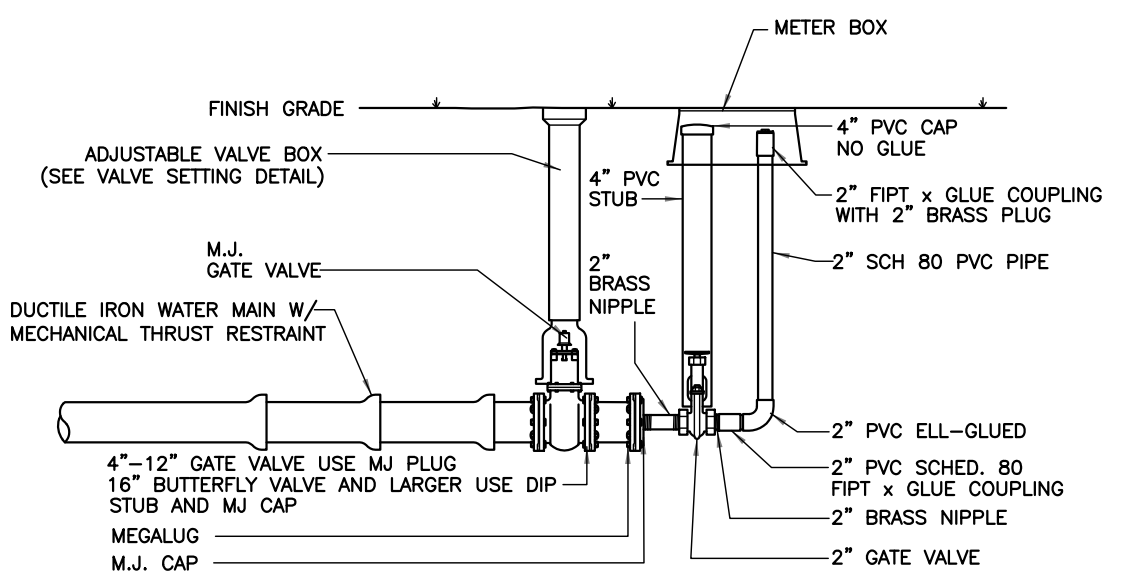 METER BOX
FINISH GRADE
4” PVC CAP
NO GLUE
ADJUSTABLE VALVE BOX
(SEE VALVE SETTING DETAIL)
4” PVC
STUB
2” FIPT x GLUE COUPLING
WITH 2” BRASS PLUG
M.J.
GATE VALVE
2”
BRASS
NIPPLE
2” SCH 80 PVC PIPE
DUCTILE IRON WATER MAIN W/
MECHANICAL THRUST RESTRAINT
2” PVC ELL-GLUED
4”-12” GATE VALVE USE MJ PLUG
16” BUTTERFLY VALVE AND LARGER USE DIP
STUB AND MJ CAP
2” PVC SCHED. 80
FIPT x GLUE COUPLING
2” BRASS NIPPLE
MEGALUG
2” GATE VALVE
M.J. CAP